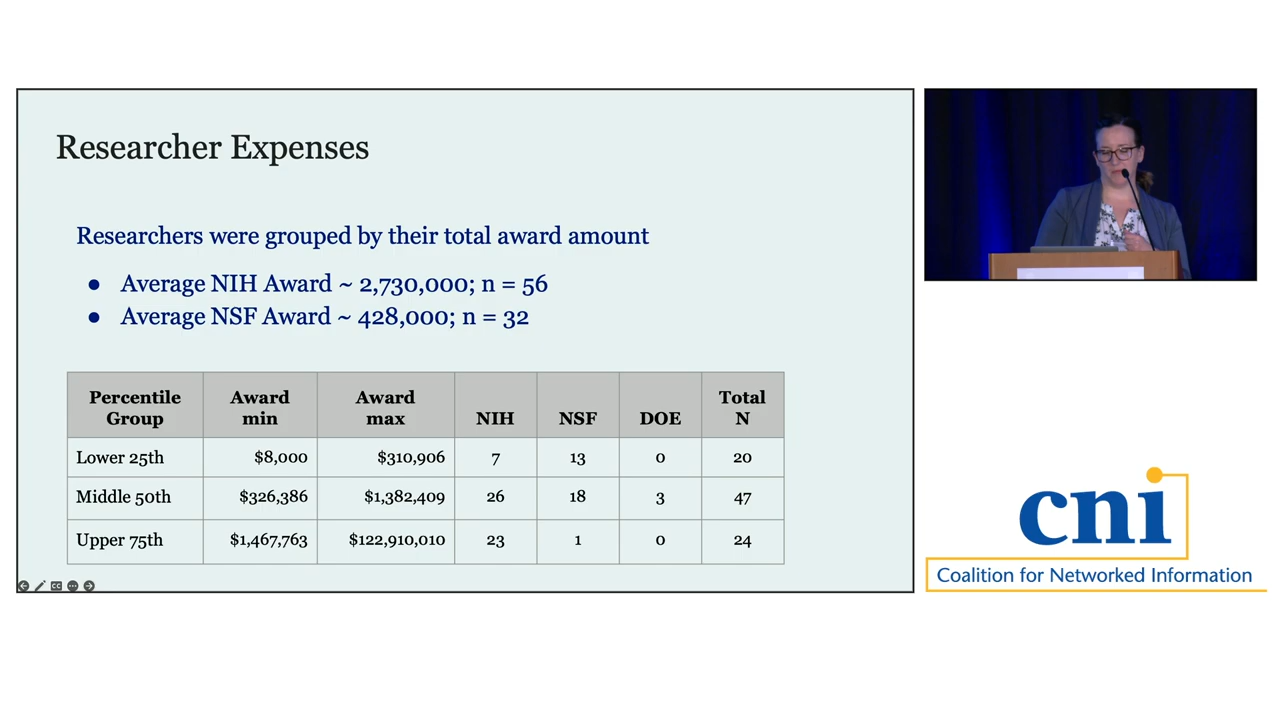 Researcher Expenses
Researchers were grouped by their total award amount
● Average NIH Award ~ 2,730,000; n = 56
● Average NSF Award ~ 428,000; n = 32
Percentile Group Award min Award max NIH NSF DOE Total N
Lower 25th $8,000 $310,906 7 13 0 20
Middle 50th $326,386 $1,382,409 26 18 3 47
Upper 75th $1,467,763 $122,910,010 23 1 0 24
CC
cni
Coalition for Networked Information